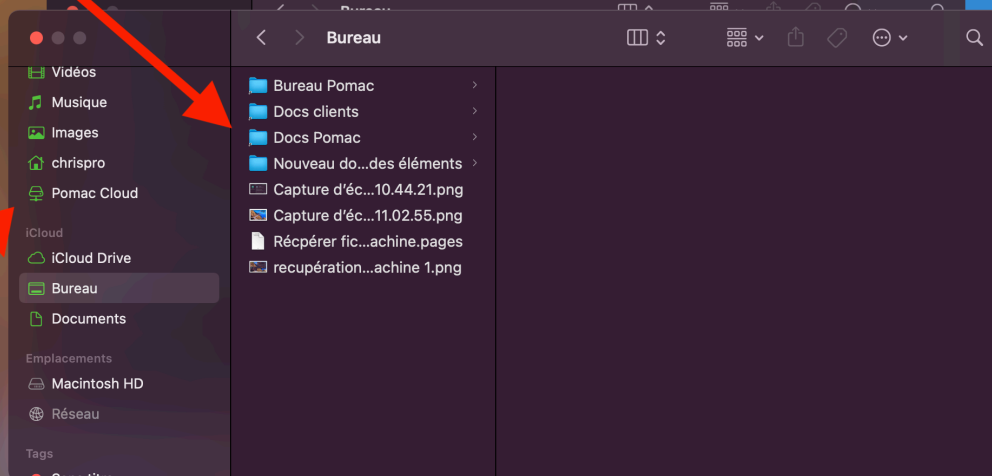 Bureau
Vidéos
Musique
Images
chrispro
Pomac Cloud
iCloud
iCloud Drive
Bureau
Documents
Emplacements
Macintosh HD
Réseau
Tags
Bureau Pomac
Docs clients
Docs Pomac
Nouveau do...des éléments
Capture d'éc...10.44.21.png
Capture d'éc...11.02.55.png
Récpérer fic...achine.pages
recupération...achine 1.png